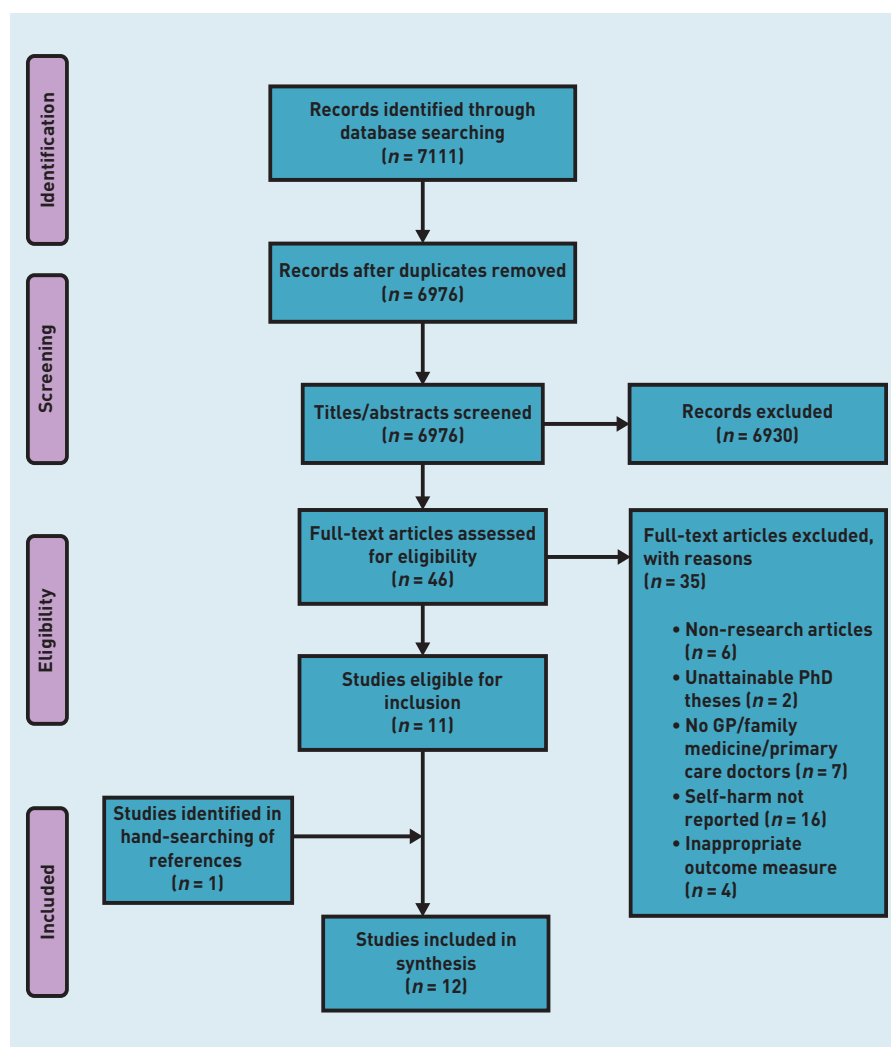 Identification
Records identified through
database searching
(n = 7111)
Records after duplicates removed
(n = 6976)
Screening
Titles/abstracts screened
(n = 6976)
Records excluded
(n = 6930)
Eligibility
Full-text articles assessed
for eligibility
(n = 46)
Full-text articles excluded,
with reasons
(n = 35)
• Non-research articles
(n = 6)
• Unattainable PhD
theses (n = 2)
• No GP/family
medicine/primary
care doctors (n = 7)
• Self-harm not
reported (n = 16)
• Inappropriate
outcome measure
(n = 4)
Studies eligible for
inclusion
(n = 11)
Included
Studies identified in
hand-searching of
references
(n = 1)
Studies included in
synthesis
(n = 12)